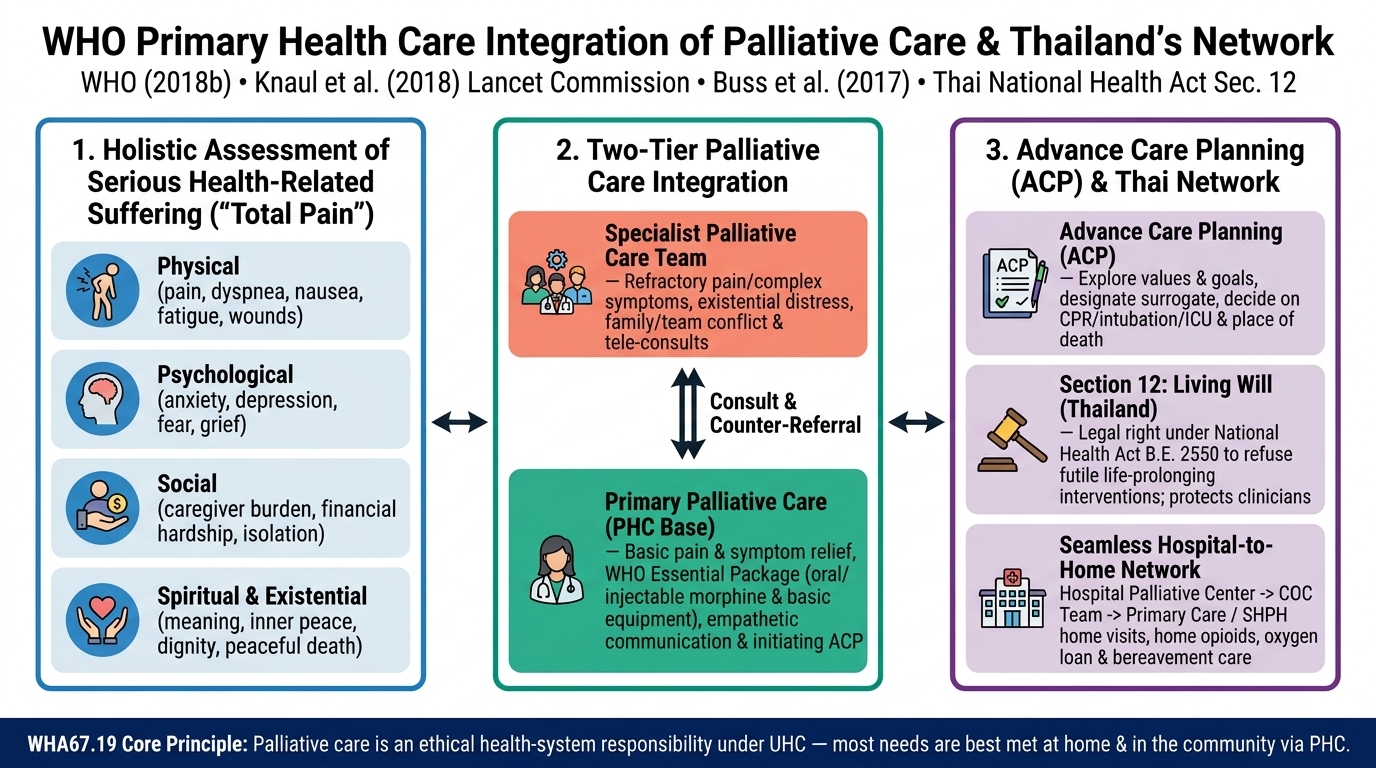 WHO Primary Health Care Integration of Palliative Care & Thailand's Network
WHO (2018b) • Knaul et al. (2018) Lancet Commission • Buss et al. (2017) • Thai National Health Act Sec. 12
1. Holistic Assessment of
Serious Health-Related
Suffering (“Total Pain”)
Physical
(pain, dyspnea, nausea,
fatigue, wounds)
Psychological
(anxiety, depression,
fear, grief)
$
Social
(caregiver burden, financial
hardship, isolation)
Spiritual & Existential
(meaning, inner peace,
dignity, peaceful death)
2. Two-Tier Palliative
Care Integration
Specialist Palliative
Care Team
— Refractory pain/complex
symptoms, existential distress,
family/team conflict &
tele-consults
Consult &
Counter-Referral
Primary Palliative Care
(PHC Base)
— Basic pain & symptom relief,
WHO Essential Package (oral/
injectable morphine & basic
equipment), empathetic
communication & initiating ACP
3. Advance Care Planning
(ACP) & Thai Network
ACP
Advance Care Planning
(ACP)
— Explore values & goals,
designate surrogate, decide on
CPR/intubation/ICU & place of
death
Section 12: Living Will
(Thailand)
— Legal right under National
Health Act B.E. 2550 to refuse
futile life-prolonging
interventions; protects clinicians
Seamless Hospital-to-
Home Network
Hospital Palliative Center -> COC
Team -> Primary Care / SHPH
home visits, home opioids, oxygen
loan & bereavement care
WHA67.19 Core Principle: Palliative care is an ethical health-system responsibility under UHC — most needs are best met at home & in the community via PHC.